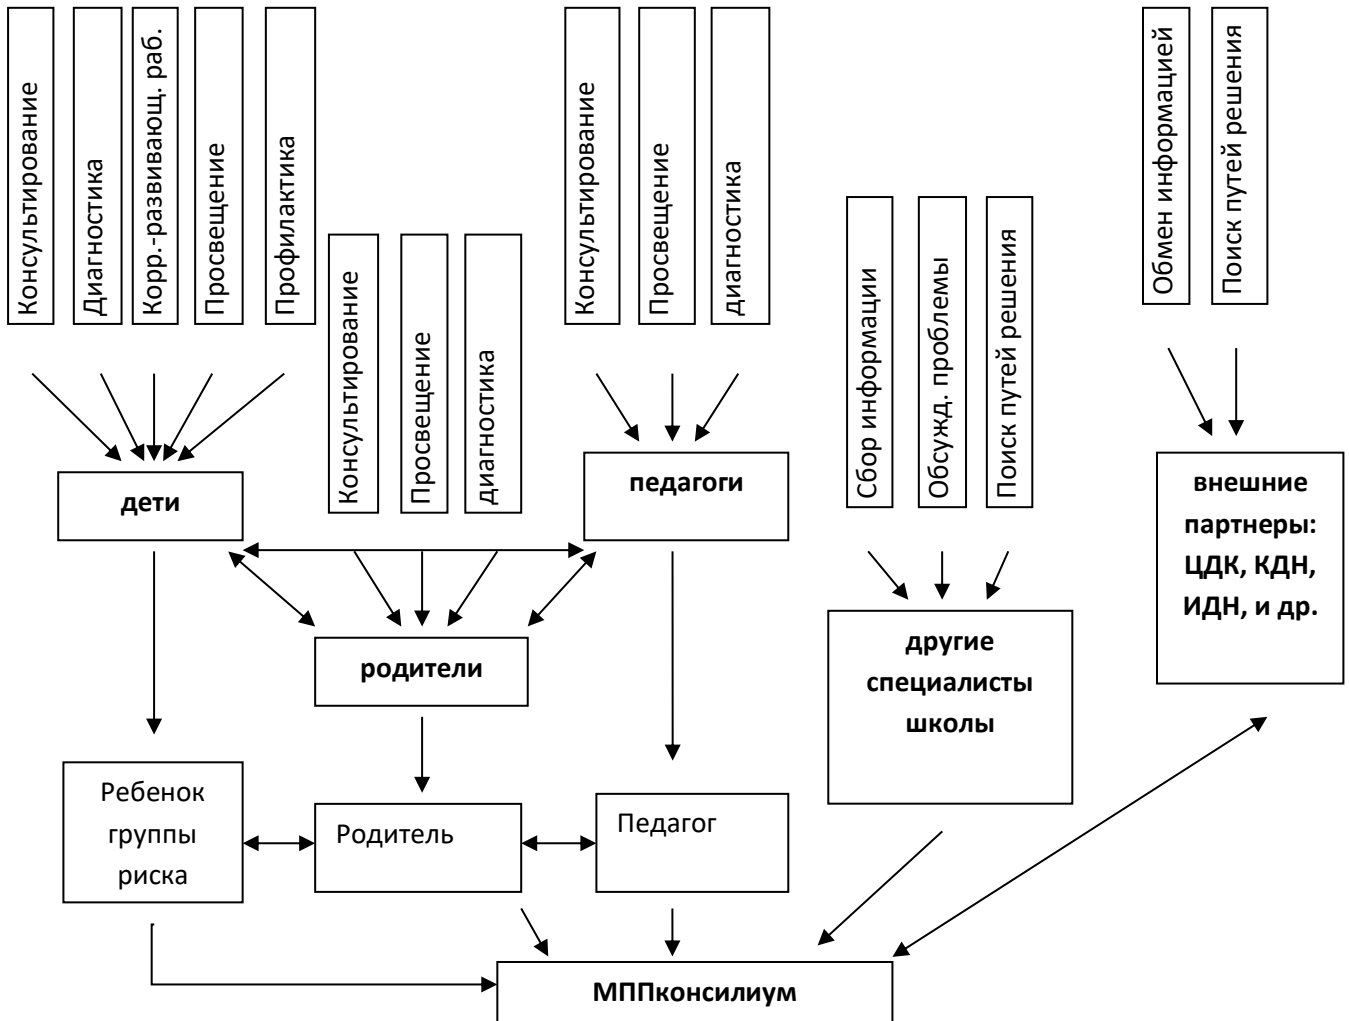 Консультирование
Диагностика
Корр.-развивающ. раб.
Просвещение
Профилактика
Консультирование
Просвещение
диагностика
Консультирование
Просвещение
диагностика
Сбор информации
Обсужд. проблемы
Поиск путей решения
Обмен информацией
Поиск путей решения
дети
педагоги
внешние
партнеры:
ЦДК, КДН,
ИДН, и др.
родители
другие
специалисты
школы
Ребенок
группы
риска
Родитель
Педагог
МППконсилиум